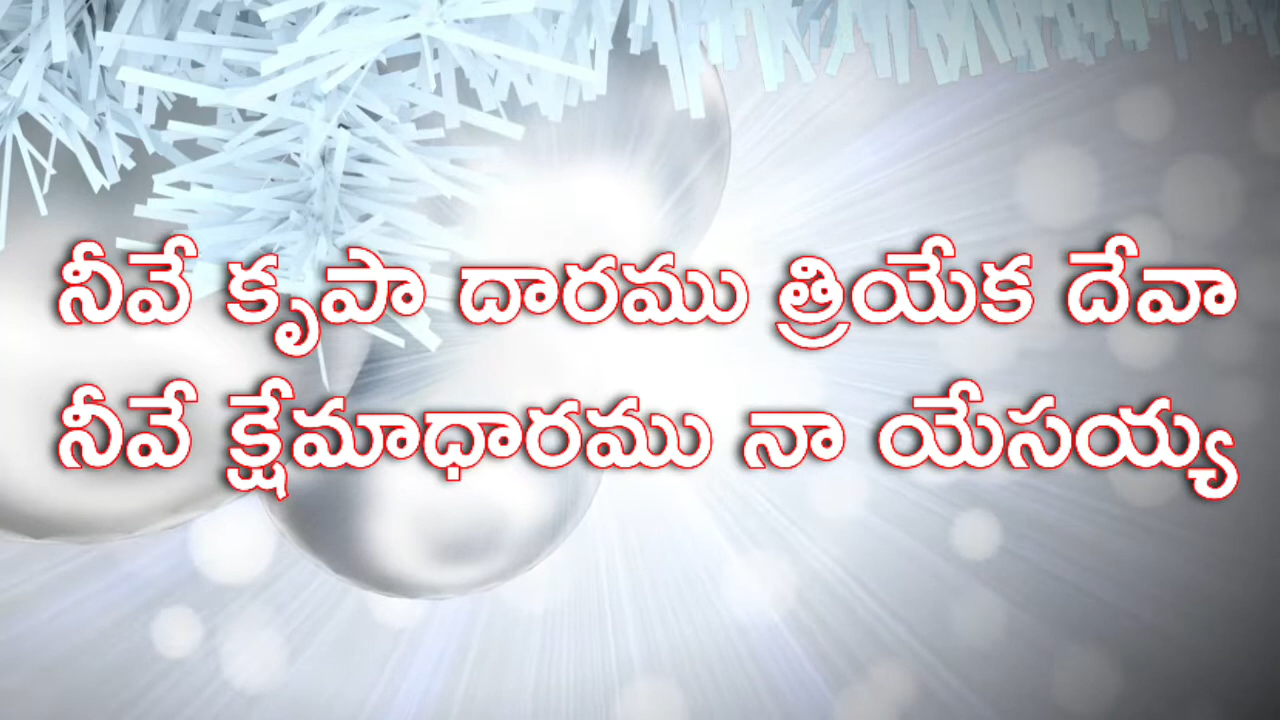 నీవే కృపా దారము త్రియేక దేవా
నీవే క్షేమాధారము నా యేసయ్య